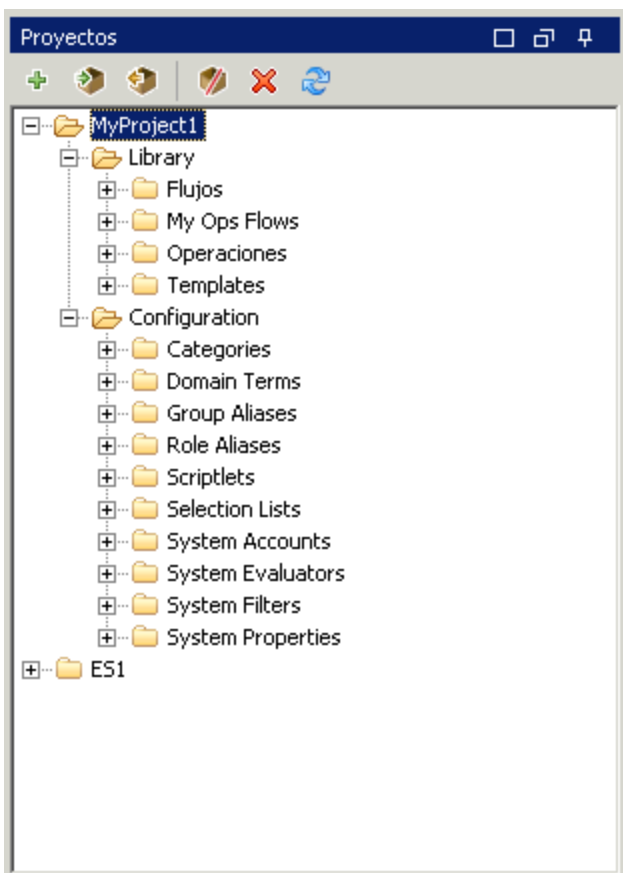 Proyectos
MyProject1
Library
Flujos
My Ops Flows
Operaciones
Templates
Configuration
Categories
Domain Terms
Group Aliases
Role Aliases
Scriptlets
Selection Lists
System Accounts
System Evaluators
System Filters
System Properties
ES1